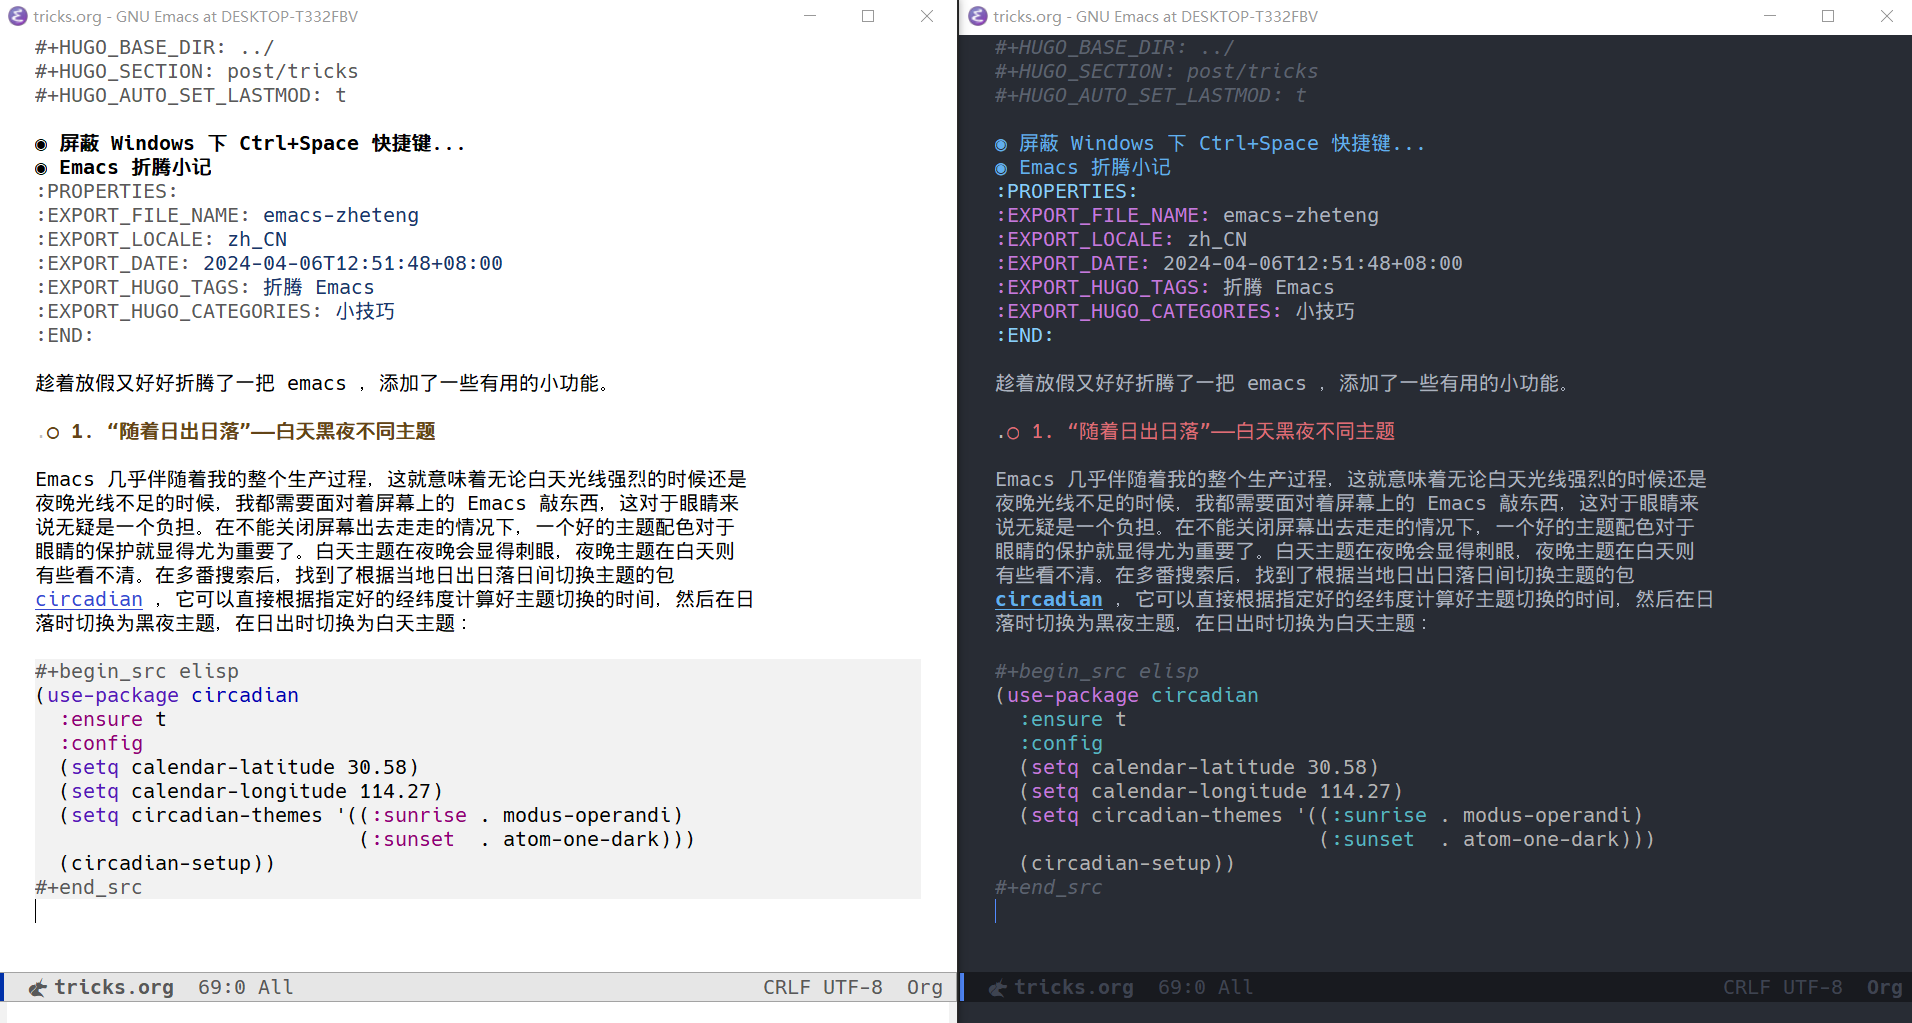 tricks.org - GNU Emacs at DESKTOP-T332FBV
#+HUGO_BASE_DIR: ../
#+HUGO_SECTION: post/tricks
#+HUGO_AUTO_SET_LASTMOD: t
◉ 屏蔽 Windows 下 Ctrl+Space 快捷键...
◉ Emacs 折腾小记
:PROPERTIES:
:EXPORT_FILE_NAME: emacs-zheteng
:EXPORT_LOCALE: zh_CN
:EXPORT_DATE: 2024-04-06T12:51:48+08:00
:EXPORT_HUGO_TAGS: 折腾 Emacs
:EXPORT_HUGO_CATEGORIES: 小技巧
:END:
趁着放假又好好折腾了一把 emacs ，添加了一些有用的小功能。
.○ 1. “随着日出日落”——白天黑夜不同主题
Emacs 几乎伴随着我的整个生产过程，这就意味着无论白天光线强烈的时候还是
夜晚光线不足的时候，我都需要面对着屏幕上的 Emacs 敲东西，这对于眼睛来
说无疑是一个负担。在不能关闭屏幕出去走走的情况下，一个好的主题配色对于
眼睛的保护就显得尤为重要了。白天主题在夜晚会显得刺眼，夜晚主题在白天则
有些看不清。在多番搜索后，找到了根据当地日出日落日间切换主题的包
circadian ，它可以直接根据指定好的经纬度计算好主题切换的时间，然后在日
落时切换为黑夜主题，在日出时切换为白天主题：
#+begin_src elisp
(use-package circadian
  :ensure t
  :config
  (setq calendar-latitude 30.58)
  (setq calendar-longitude 114.27)
  (setq circadian-themes '((:sunrise . modus-operandi)
                           (:sunset  . atom-one-dark)))
  (circadian-setup))
#+end_src
tricks.org 69:0 All CRLF UTF-8 Org
tricks.org - GNU Emacs at DESKTOP-T332FBV
#+HUGO_BASE_DIR: ../
#+HUGO_SECTION: post/tricks
#+HUGO_AUTO_SET_LASTMOD: t
◉ 屏蔽 Windows 下 Ctrl+Space 快捷键...
◉ Emacs 折腾小记
:PROPERTIES:
:EXPORT_FILE_NAME: emacs-zheteng
:EXPORT_LOCALE: zh_CN
:EXPORT_DATE: 2024-04-06T12:51:48+08:00
:EXPORT_HUGO_TAGS: 折腾 Emacs
:EXPORT_HUGO_CATEGORIES: 小技巧
:END:
趁着放假又好好折腾了一把 emacs ，添加了一些有用的小功能。
.○ 1. “随着日出日落”——白天黑夜不同主题
Emacs 几乎伴随着我的整个生产过程，这就意味着无论白天光线强烈的时候还是
夜晚光线不足的时候，我都需要面对着屏幕上的 Emacs 敲东西，这对于眼睛来
说无疑是一个负担。在不能关闭屏幕出去走走的情况下，一个好的主题配色对于
眼睛的保护就显得尤为重要了。白天主题在夜晚会显得刺眼，夜晚主题在白天则
有些看不清。在多番搜索后，找到了根据当地日出日落日间切换主题的包
circadian ，它可以直接根据指定好的经纬度计算好主题切换的时间，然后在日
落时切换为黑夜主题，在日出时切换为白天主题：
#+begin_src elisp
(use-package circadian
  :ensure t
  :config
  (setq calendar-latitude 30.58)
  (setq calendar-longitude 114.27)
  (setq circadian-themes '((:sunrise . modus-operandi)
                           (:sunset  . atom-one-dark)))
  (circadian-setup))
#+end_src
tricks.org 69:0 All CRLF UTF-8 Org